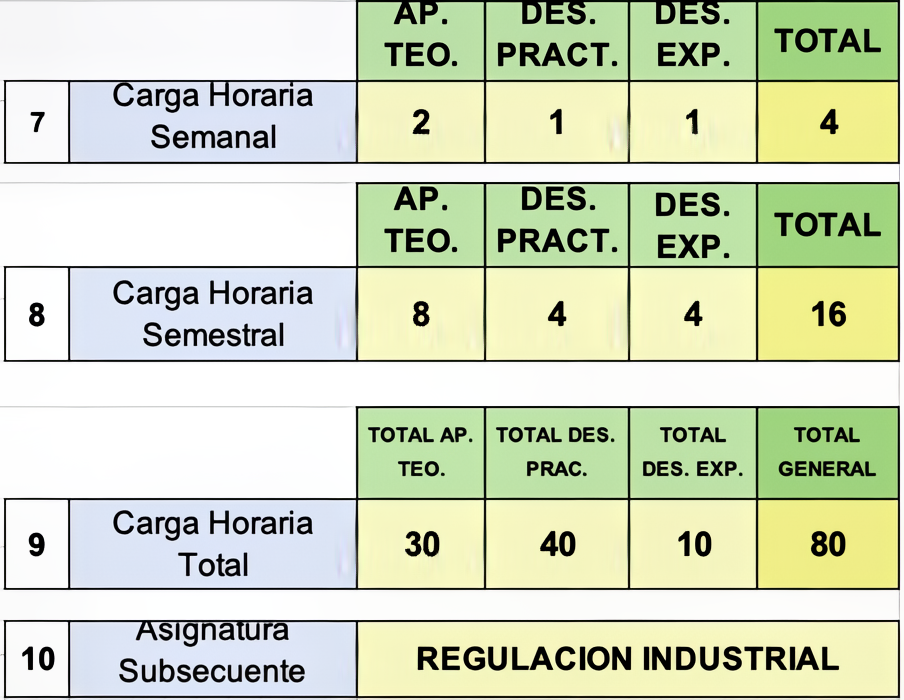 AP. TEO. DES. PRACT. DES. EXP. TOTAL
7 Carga Horaria Semanal 2 1 1 4
AP. TEO. DES. PRACT. DES. EXP. TOTAL
8 Carga Horaria Semestral 8 4 4 16
TOTAL AP. TEO. TOTAL DES. PRAC. TOTAL DES. EXP. TOTAL GENERAL
9 Carga Horaria Total 30 40 10 80
10 Asignatura Subsecuente REGULACION INDUSTRIAL